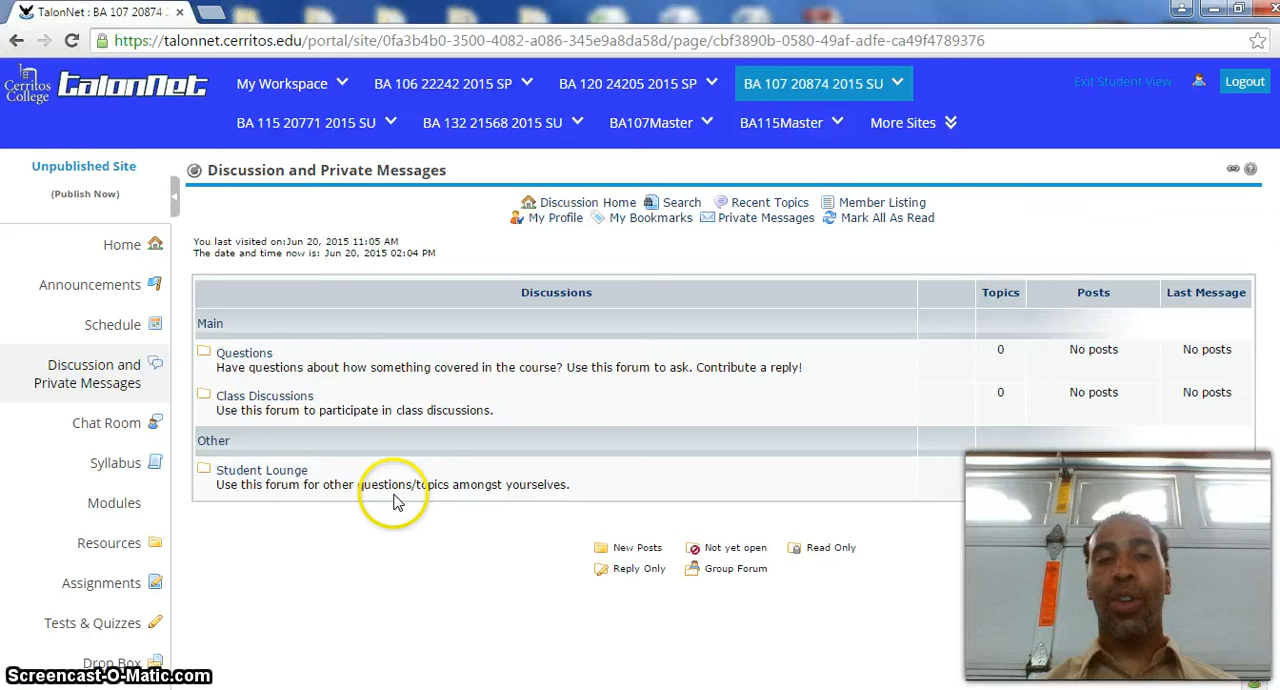 TalonNet : BA 107 20874 2
https://talonnet.cerritos.edu/portal/site/0fa3b4b0-3500-4082-a086-345e9a8da58d/page/cbf3890b-0580-49af-adfe-ca49f4789376
Cerritos College talonNet My Workspace BA 106 22242 2015 SP BA 120 24205 2015 SP BA 107 20874 2015 SU Exit Student View Logout
BA 115 20771 2015 SU BA 132 21568 2015 SU BA107Master BA115Master More Sites
Unpublished Site
(Publish Now)
Home
Announcements
Schedule
Discussion and
Private Messages
Chat Room
Syllabus
Modules
Resources
Assignments
Tests & Quizzes
Drop Box
Discussion and Private Messages
Discussion Home Search Recent Topics Member Listing
My Profile My Bookmarks Private Messages Mark All As Read
You last visited on:Jun 20, 2015 11:05 AM
The date and time now is: Jun 20, 2015 02:04 PM
Discussions Topics Posts Last Message
Main
Questions 0 No posts No posts
Have questions about how something covered in the course? Use this forum to ask. Contribute a reply!
Class Discussions 0 No posts No posts
Use this forum to participate in class discussions.
Other
Student Lounge
Use this forum for other questions/topics amongst yourselves.
New Posts Not yet open Read Only
Reply Only Group Forum
Screencast-O-Matic.com